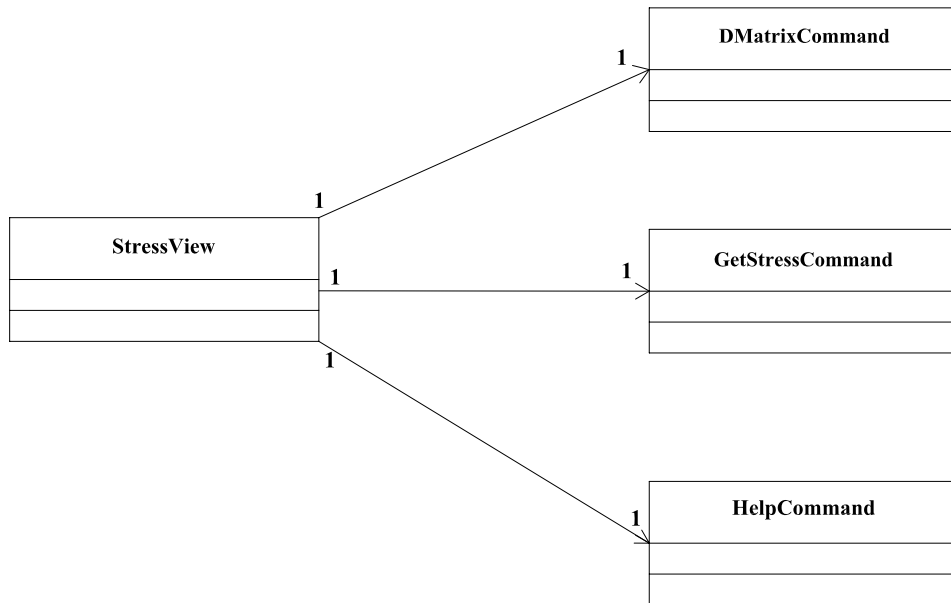 DMatrixCommand
1
1
StressView
GetStressCommand
1
1
1
HelpCommand
1